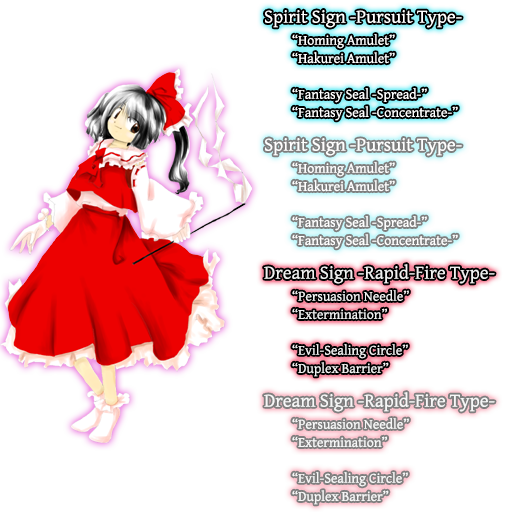 Spirit Sign -Pursuit Type-
“Homing Amulet”
“Hakurei Amulet”
“Fantasy Seal -Spread-”
“Fantasy Seal -Concentrate-”
Spirit Sign -Pursuit Type-
“Homing Amulet”
“Hakurei Amulet”
“Fantasy Seal -Spread-”
“Fantasy Seal -Concentrate-”
Dream Sign -Rapid-Fire Type-
“Persuasion Needle”
“Extermination”
“Evil-Sealing Circle”
“Duplex Barrier”
Dream Sign -Rapid-Fire Type-
“Persuasion Needle”
“Extermination”
“Evil-Sealing Circle”
“Duplex Barrier”